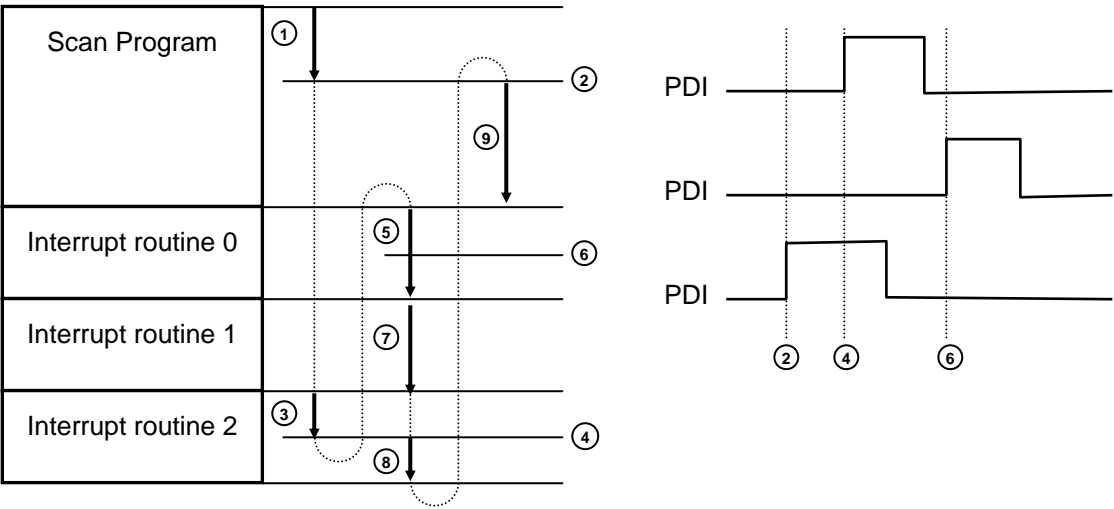 Scan Program
①
②
⑨
Interrupt routine 0
⑤
⑥
Interrupt routine 1
⑦
Interrupt routine 2
③
④
⑧
PDI
PDI
PDI
② ④ ⑥